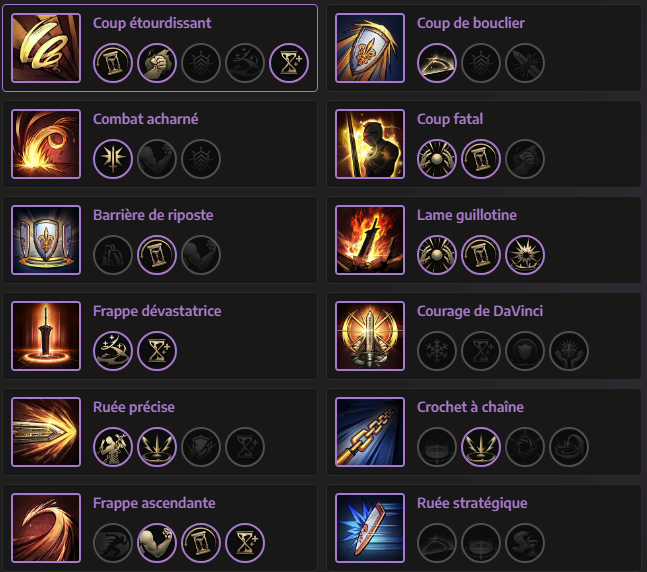 Coup étourdissant
Coup de bouclier
Combat acharné
Coup fatal
Barrière de riposte
Lame guillotine
Frappe dévastatrice
Courage de DaVinci
Ruée précise
Crochet à chaîne
Frappe ascendante
Ruée stratégique